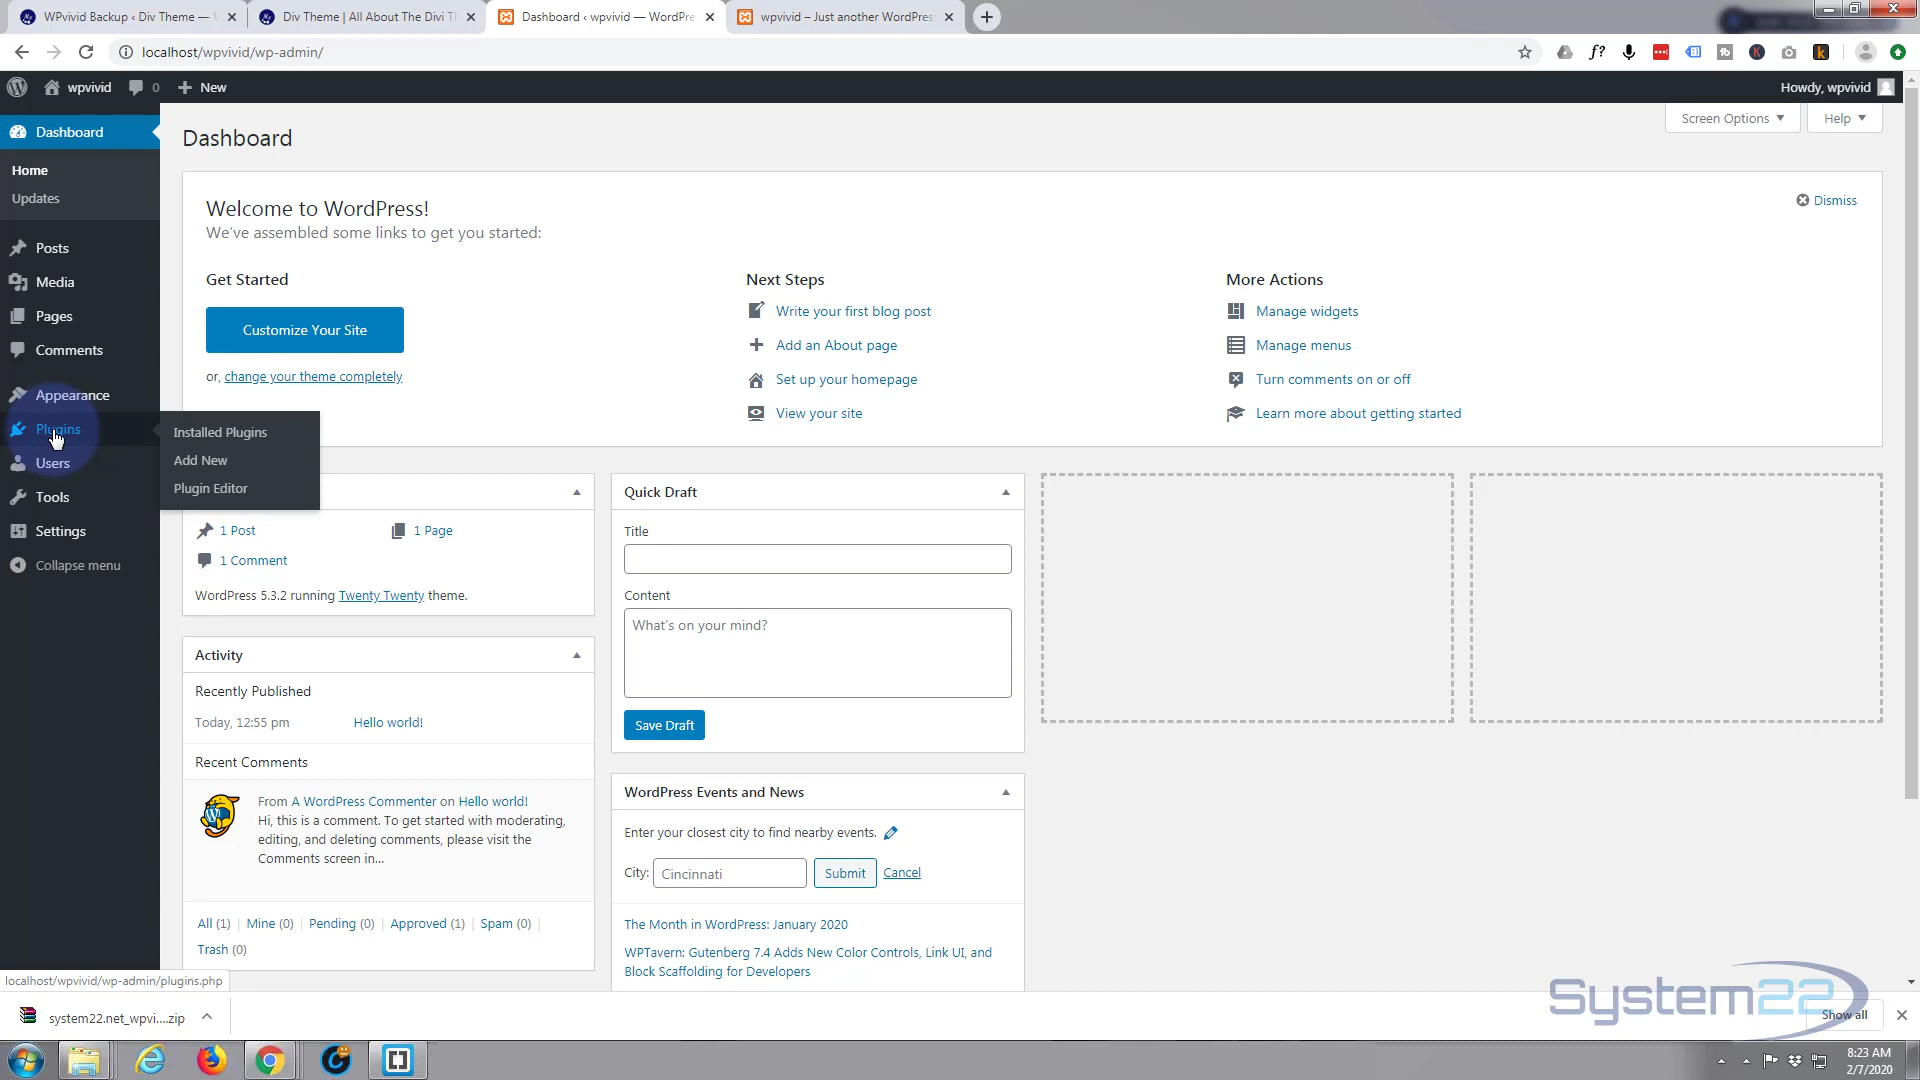 WPvivid Backup ‹ Div Theme — W
Div Theme | All About The Divi Th
Dashboard ‹ wpvivid — WordPre
wpvivid – Just another WordPress
localhost/wpvivid/wp-admin/
f?
wpvivid
0
New
Howdy, wpvivid
Dashboard
Home
Updates
Posts
Media
Pages
Comments
Appearance
Plugins
Users
Tools
Settings
Collapse menu
Installed Plugins
Add New
Plugin Editor
Dashboard
Screen Options
Help
Welcome to WordPress!
We've assembled some links to get you started:
Dismiss
Get Started
Customize Your Site
or, change your theme completely
Next Steps
Write your first blog post
Add an About page
Set up your homepage
View your site
More Actions
Manage widgets
Manage menus
Turn comments on or off
Learn more about getting started
1 Post
1 Page
1 Comment
WordPress 5.3.2 running Twenty Twenty theme.
Activity
Recently Published
Today, 12:55 pm
Hello world!
Recent Comments
From A WordPress Commenter on Hello world!
Hi, this is a comment. To get started with moderating,
editing, and deleting comments, please visit the
Comments screen in...
All (1) | Mine (0) | Pending (0) | Approved (1) | Spam (0) |
Trash (0)
Quick Draft
Title
Content
What's on your mind?
Save Draft
WordPress Events and News
Enter your closest city to find nearby events.
City: Cincinnati
Submit
Cancel
The Month in WordPress: January 2020
WPTavern: Gutenberg 7.4 Adds New Color Controls, Link UI, and
Block Scaffolding for Developers
localhost/wpvivid/wp-admin/plugins.php
system22.net_wpvi....zip
System22
Show all
8:23 AM
2/7/2020